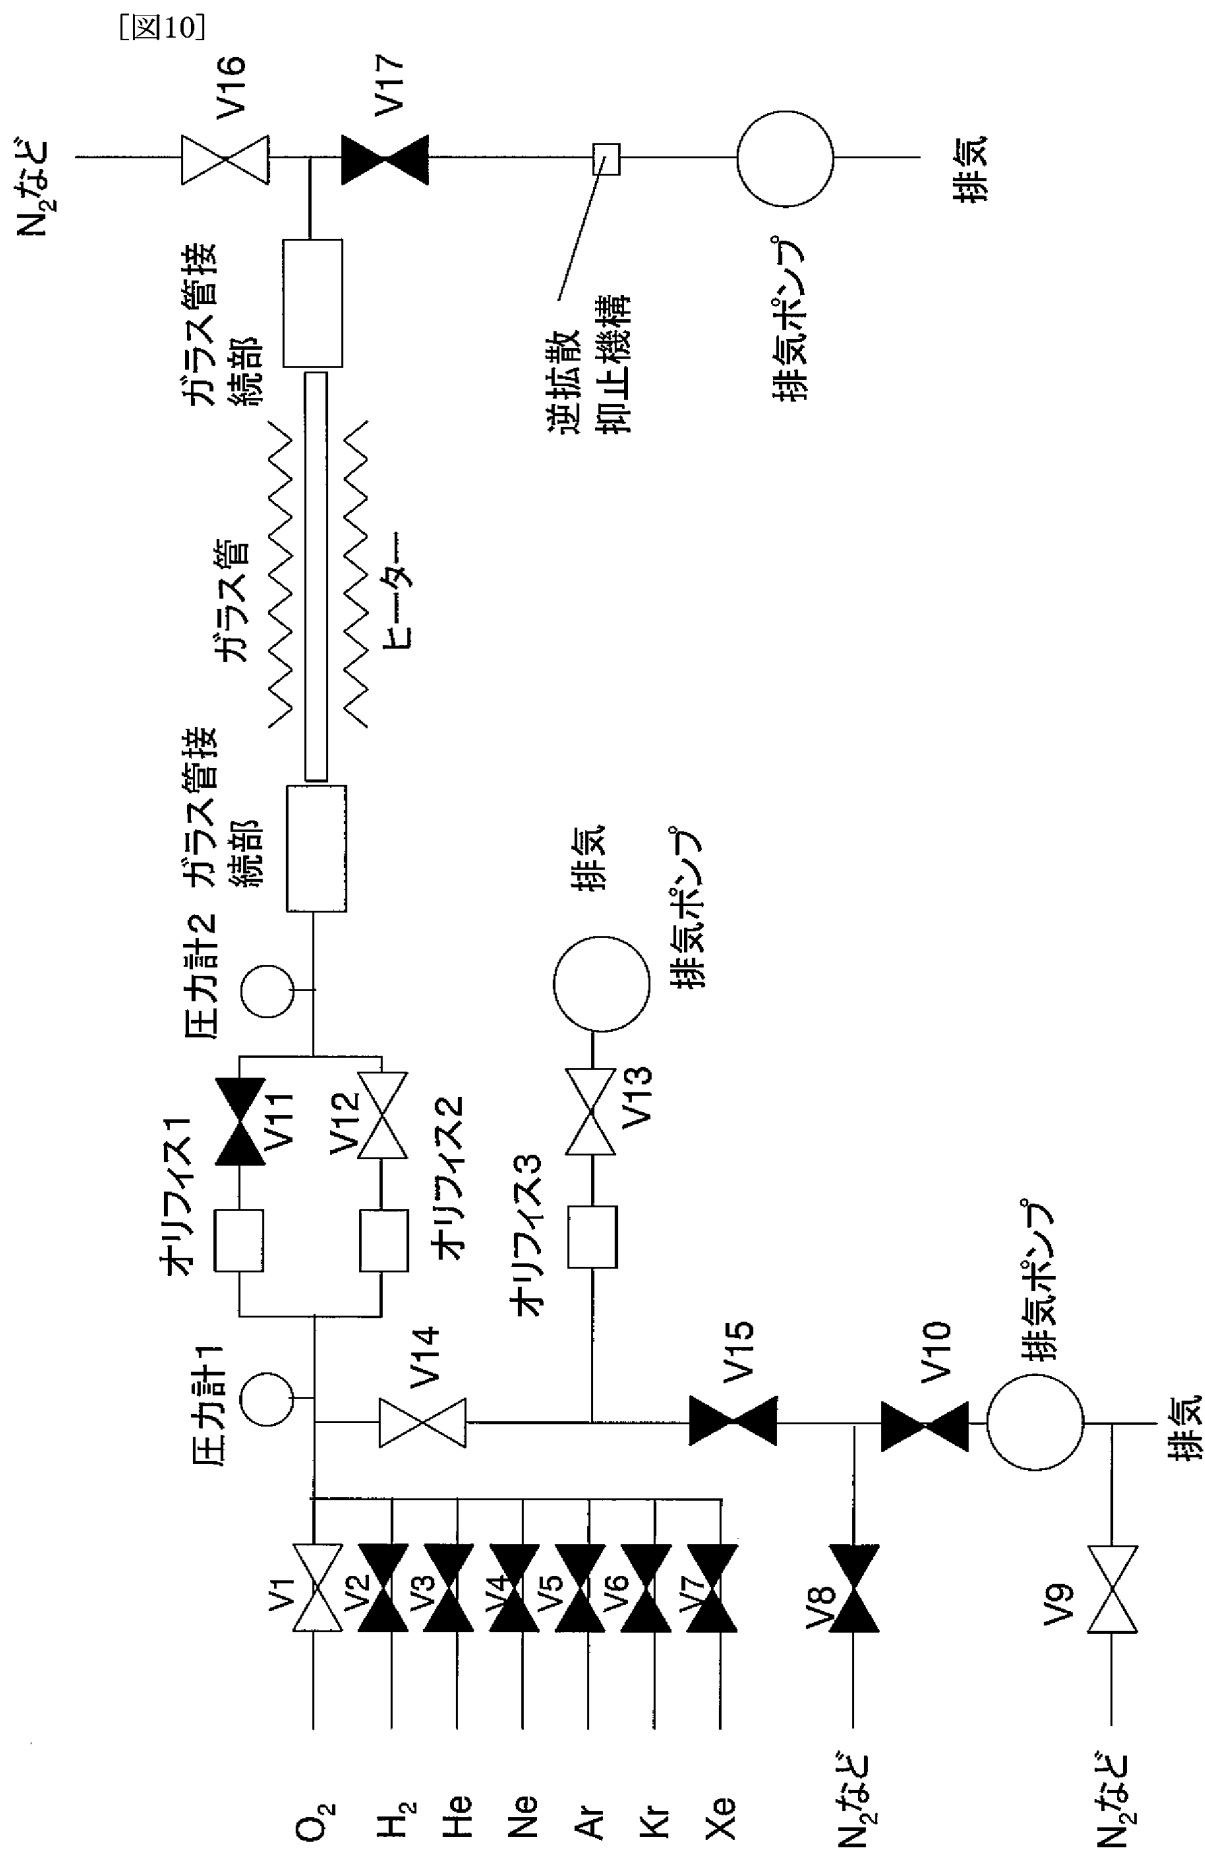 [図10]
N₂など
V16
V17
排気
排気ポンプ
逆拡散
抑止機構
ガラス管接
続部
ガラス管
ヒーター
ガラス管接
続部
圧力計2
排気
排気ポンプ
V13
オリフィス3
オリフィス1
V11
V12
オリフィス2
圧力計1
V14
V15
V10
排気ポンプ
排気
V1
V2
V3
V4
V5
V6
V7
V8
V9
O₂
H₂
He
Ne
Ar
Kr
Xe
N₂など
N₂など